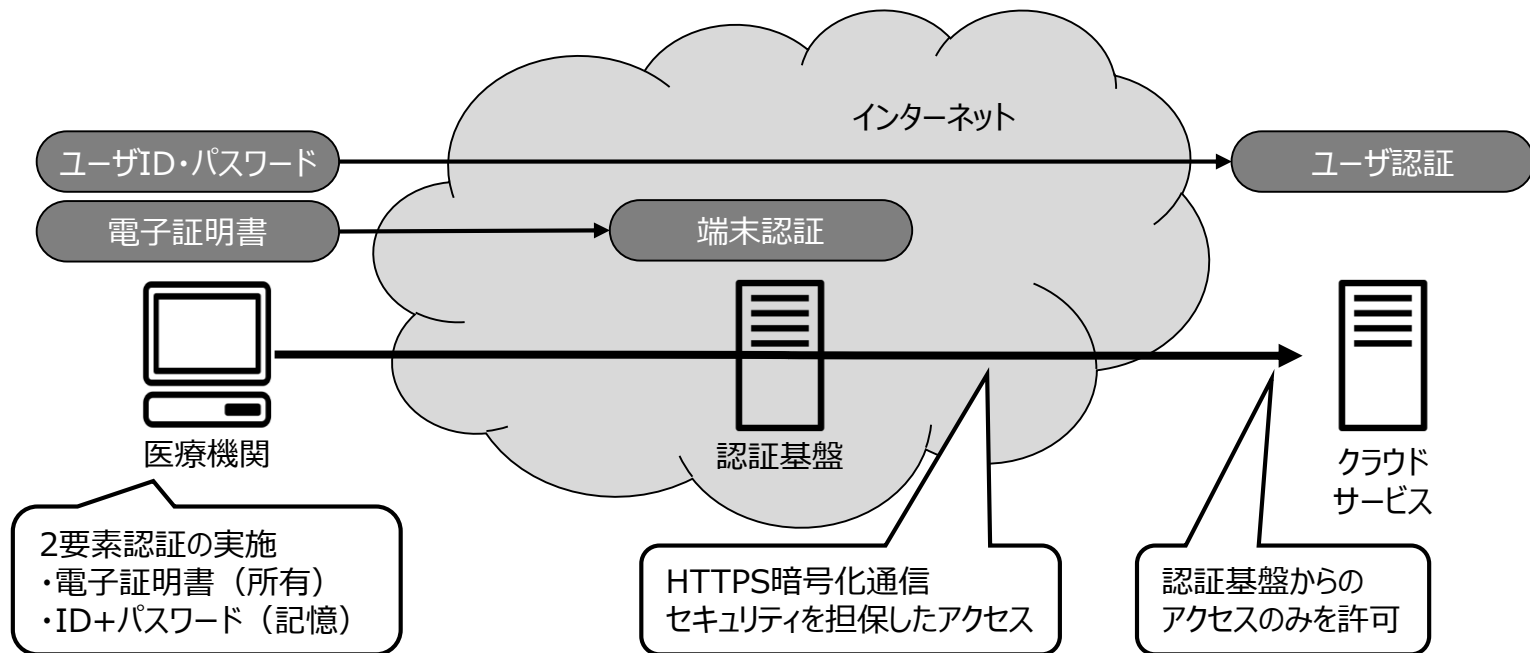 インターネット
ユーザID・パスワード
ユーザ認証
電子証明書
端末認証
医療機関
認証基盤
クラウド
サービス
2要素認証の実施
・電子証明書（所有）
・ID+パスワード（記憶）
HTTPS暗号化通信
セキュリティを担保したアクセス
認証基盤からの
アクセスのみを許可